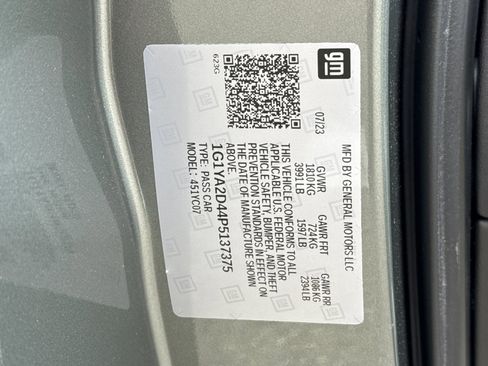 gm
MFD BY GENERAL MOTORS LLC
07/23
GVWR
1810 KG
3991 LB
GAWR FRT
724 KG
1597 LB
GAWR RR
1086 KG
2394 LB
THIS VEHICLE CONFORMS TO ALL
APPLICABLE U.S. FEDERAL MOTOR
VEHICLE SAFETY, BUMPER, AND THEFT
PREVENTION STANDARDS IN EFFECT ON
THE DATE OF MANUFACTURE SHOWN
ABOVE.
1G1YA2D44P5137375
TYPE: PASS CAR
MODEL: 451YC07
623G